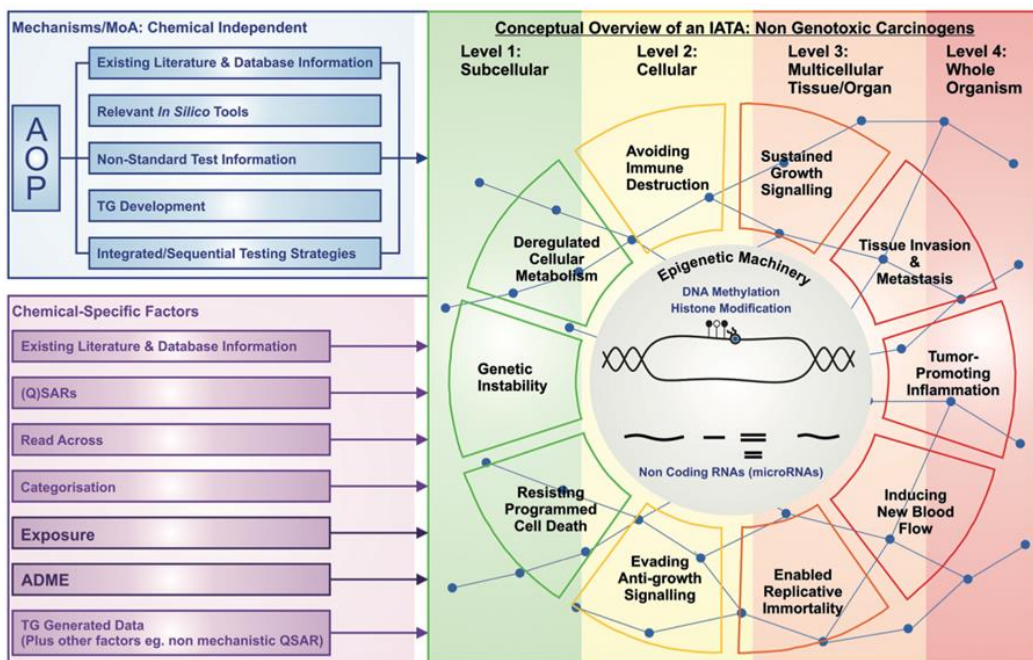 Mechanisms/MoA: Chemical Independent
AOP
Existing Literature & Database Information
Relevant In Silico Tools
Non-Standard Test Information
TG Development
Integrated/Sequential Testing Strategies
Chemical-Specific Factors
Existing Literature & Database Information
(Q)SARs
Read Across
Categorisation
Exposure
ADME
TG Generated Data
(Plus other factors eg. non mechanistic QSAR)
Conceptual Overview of an IATA: Non Genotoxic Carcinogens
Level 1:
Subcellular
Level 2:
Cellular
Level 3:
Multicellular
Tissue/Organ
Level 4:
Whole
Organism
Avoiding
Immune
Destruction
Sustained
Growth
Signalling
Deregulated
Cellular
Metabolism
Tissue Invasion
&
Metastasis
Genetic
Instability
Tumor-
Promoting
Inflammation
Resisting
Programmed
Cell Death
Inducing
New Blood
Flow
Evading
Anti-growth
Signalling
Enabled
Replicative
Immortality
Epigenetic Machinery
DNA Methylation
Histone Modification
Non Coding RNAs (microRNAs)